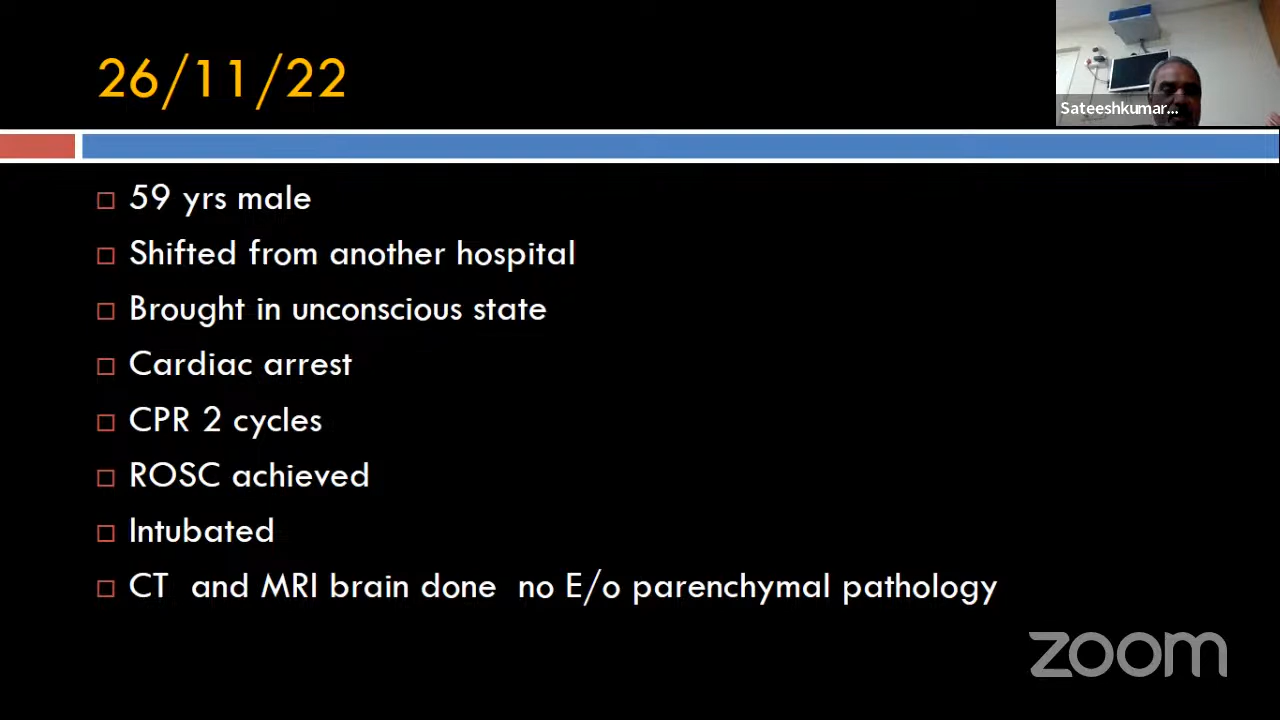 26/11/22
Sateeshkumar...
59 yrs male
Shifted from another hospital
Brought in unconscious state
Cardiac arrest
CPR 2 cycles
ROSC achieved
Intubated
CT and MRI brain done no E/o parenchymal pathology
zoom